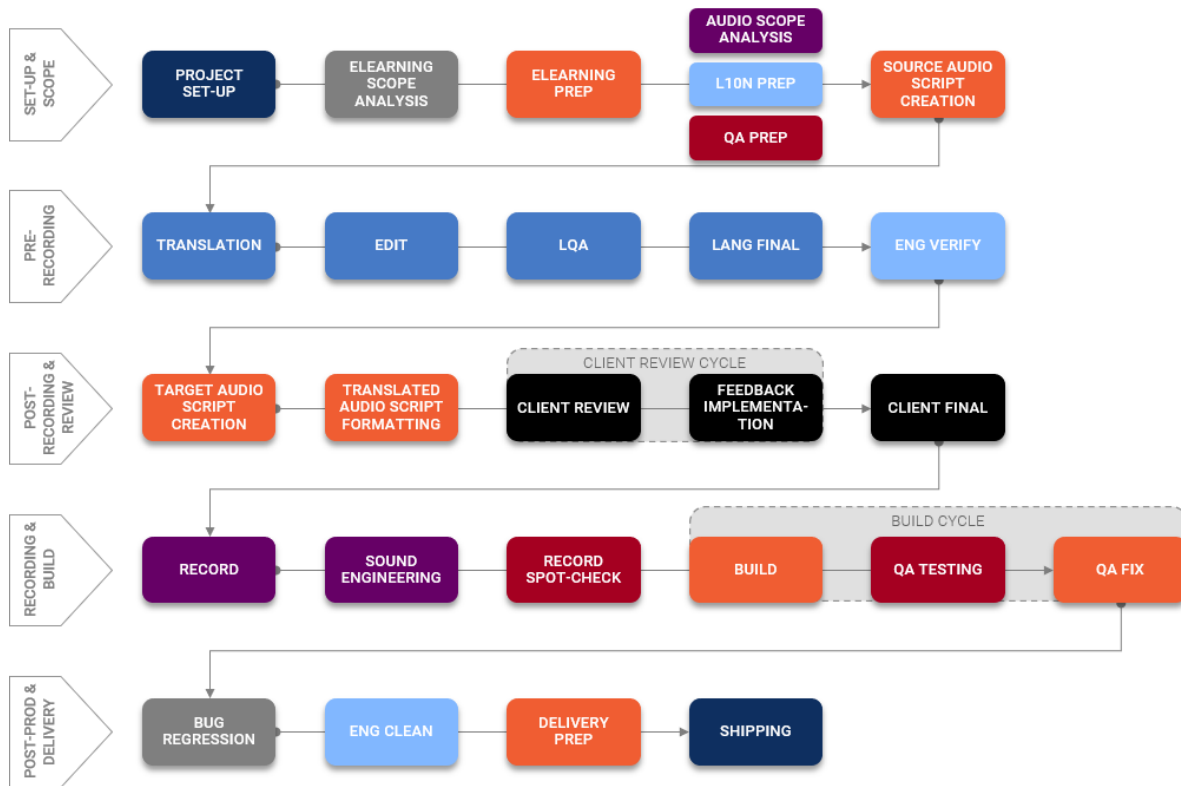 SET-UP &
SCOPE
PROJECT
SET-UP
ELEARNING
SCOPE
ANALYSIS
ELEARNING
PREP
AUDIO SCOPE
ANALYSIS
L10N PREP
QA PREP
SOURCE AUDIO
SCRIPT
CREATION
PRE-
RECORDING
TRANSLATION
EDIT
LQA
LANG FINAL
ENG VERIFY
POST-
RECORDING &
REVIEW
TARGET AUDIO
SCRIPT
CREATION
TRANSLATED
AUDIO SCRIPT
FORMATTING
CLIENT REVIEW CYCLE
CLIENT REVIEW
FEEDBACK
IMPLEMENTA-
TION
CLIENT FINAL
RECORDING &
BUILD
RECORD
SOUND
ENGINEERING
RECORD
SPOT-CHECK
BUILD CYCLE
BUILD
QA TESTING
QA FIX
POST-PROD &
DELIVERY
BUG
REGRESSION
ENG CLEAN
DELIVERY
PREP
SHIPPING